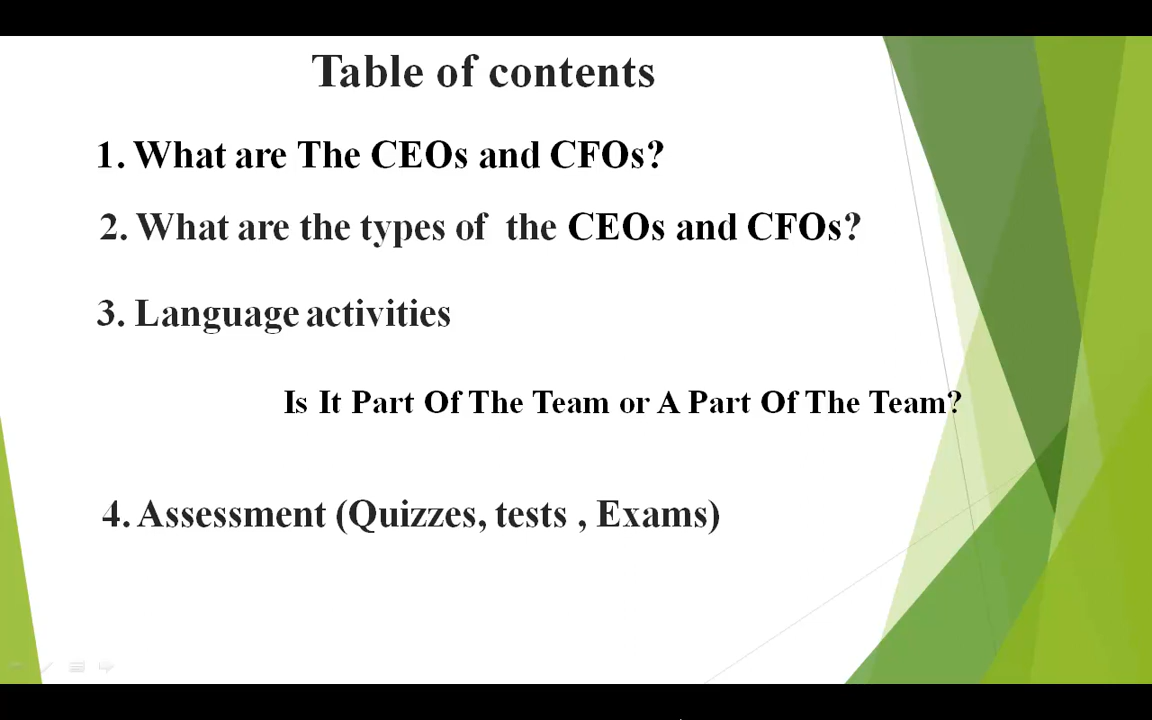 Table of contents
1. What are The CEOs and CFOs?
2. What are the types of the CEOs and CFOs?
3. Language activities
Is It Part Of The Team or A Part Of The Team?
4. Assessment (Quizzes, tests , Exams)